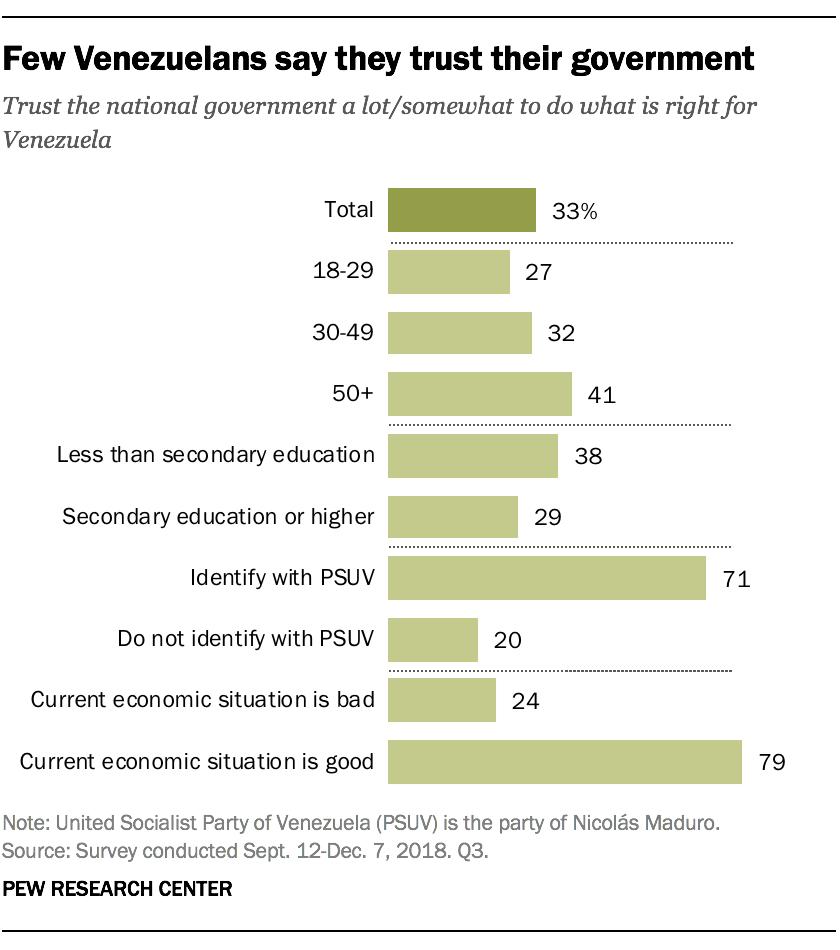 Few Venezuelans say they trust their government
Trust the national government a lot/somewhat to do what is right for
Venezuela
Total 33%
18-29 27
30-49 32
50+ 41
Less than secondary education 38
Secondary education or higher 29
Identify with PSUV 71
Do not identify with PSUV 20
Current economic situation is bad 24
Current economic situation is good 79
Note: United Socialist Party of Venezuela (PSUV) is the party of Nicolás Maduro.
Source: Survey conducted Sept. 12-Dec. 7, 2018. Q3.
PEW RESEARCH CENTER